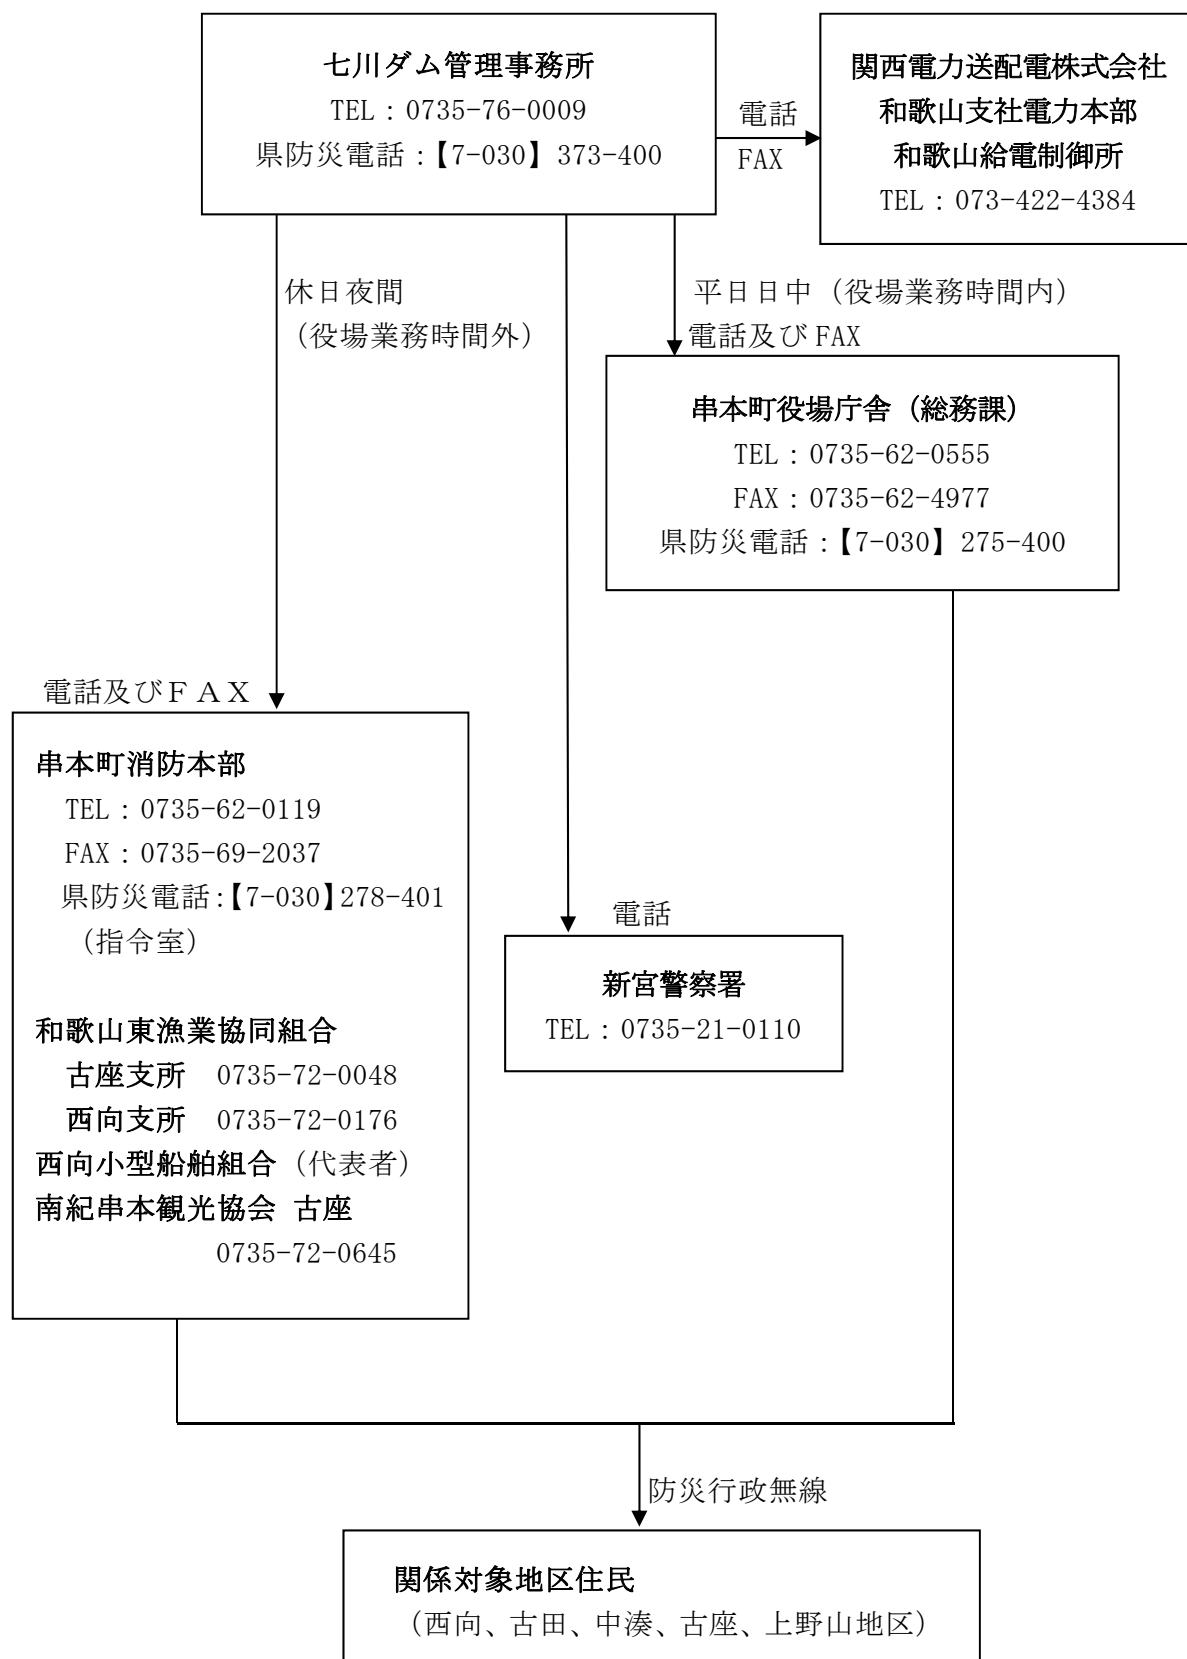 七川ダム管理事務所
TEL：0735-76-0009
県防災電話：【7-030】373-400
電話
FAX
関西電力送配電株式会社
和歌山支社電力本部
和歌山給電制御所
TEL：073-422-4384
休日夜間
（役場業務時間外）
平日日中（役場業務時間内）
電話及びFAX
串本町役場庁舎（総務課）
TEL：0735-62-0555
FAX：0735-62-4977
県防災電話：【7-030】275-400
電話及びＦＡＸ
串本町消防本部
TEL：0735-62-0119
FAX：0735-69-2037
県防災電話：【7-030】278-401
（指令室）
和歌山東漁業協同組合
古座支所　0735-72-0048
西向支所　0735-72-0176
西向小型船舶組合（代表者）
南紀串本観光協会 古座
0735-72-0645
電話
新宮警察署
TEL：0735-21-0110
防災行政無線
関係対象地区住民
（西向、古田、中湊、古座、上野山地区）